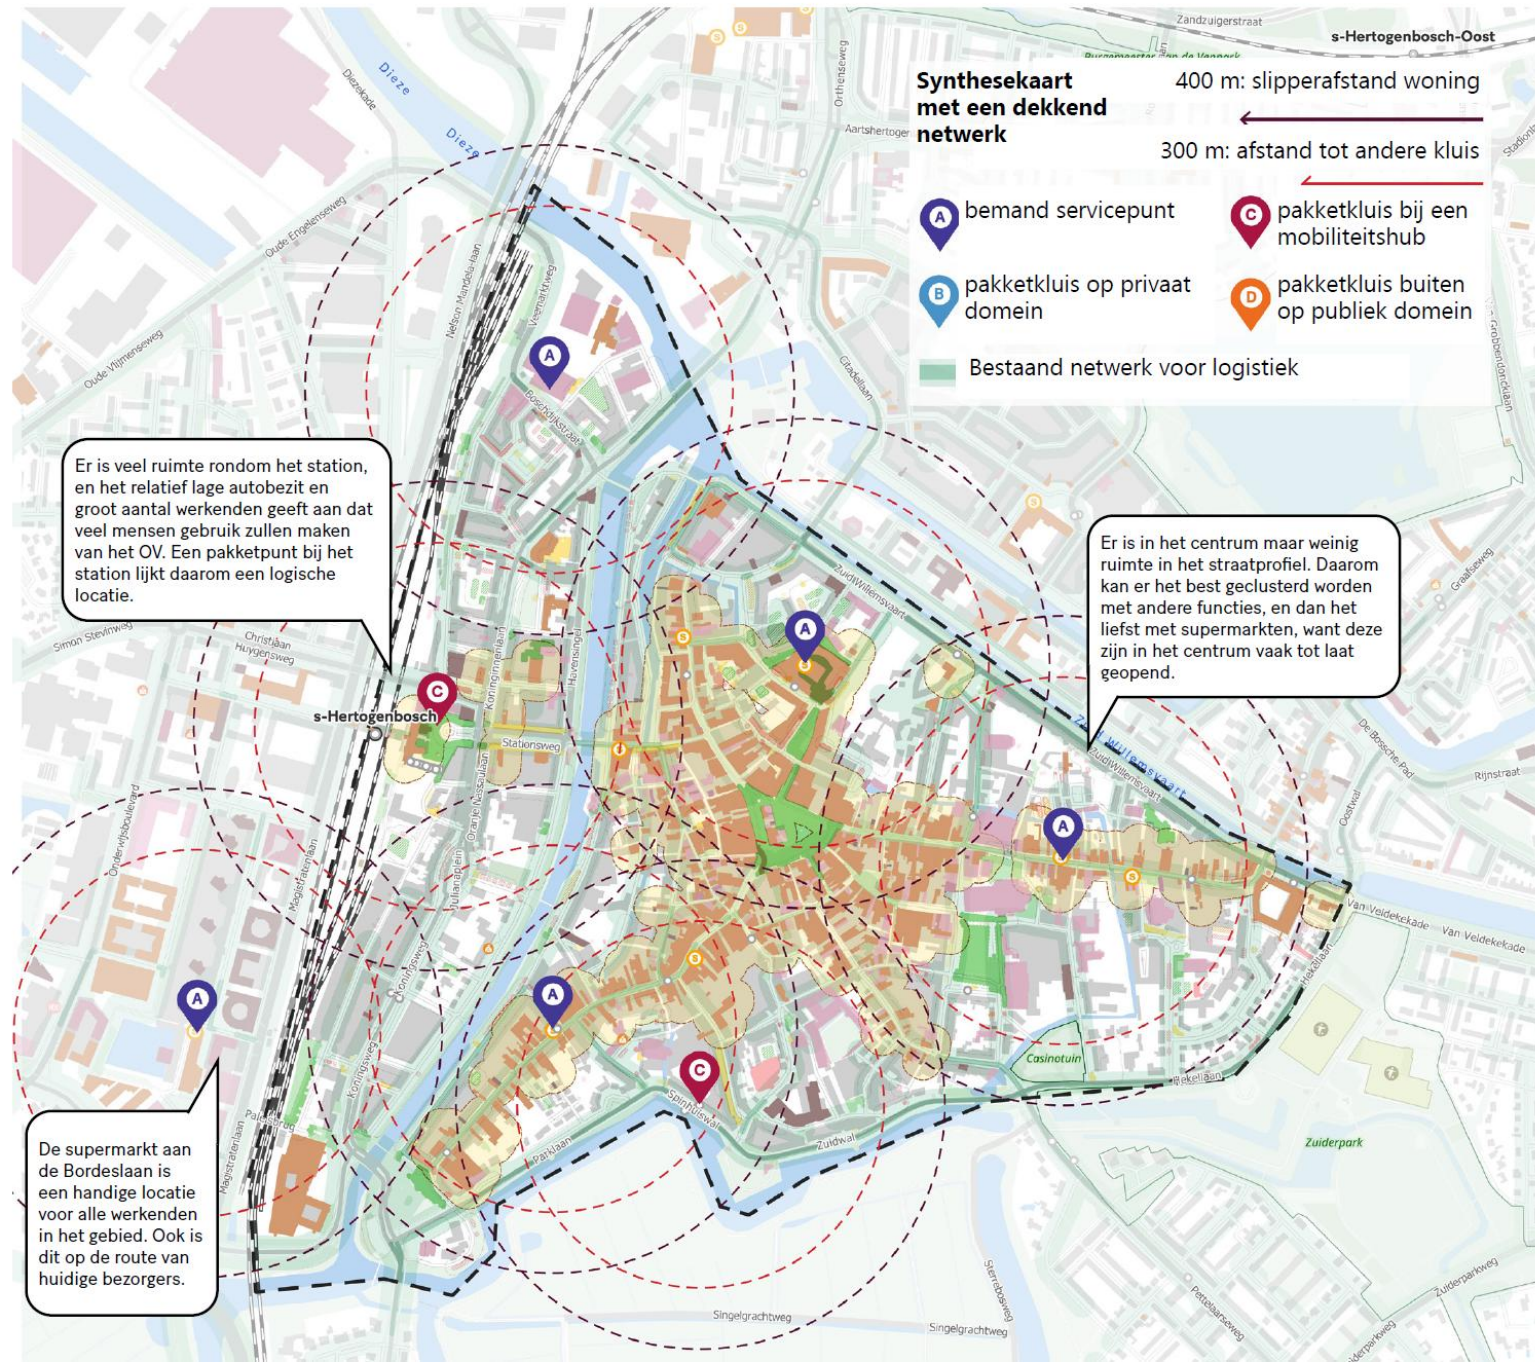 Zandzuigerstraat
s-Hertogenbosch-Oost
Synthesekaart
met een dekkend
netwerk
400 m: slipperafstand woning
300 m: afstand tot andere kluis
A
bemand servicepunt
C
pakketkluis bij een
mobiliteitshub
B
pakketkluis op privaat
domein
D
pakketkluis buiten
op publiek domein
Bestaand netwerk voor logistiek
Dieze
Dieze
Diezekade
Orthenseweg
Oude Engelenseweg
Nelson Mandela-laan
Veemarktweg
Oude Vlijmenseweg
A
Boschdijkstraat
Citadellaan
Graafseweg
Er is veel ruimte rondom het station,
en het relatief lage autobezit en
groot aantal werkenden geeft aan dat
veel mensen gebruik zullen maken
van het OV. Een pakketpunt bij het
station lijkt daarom een logische
locatie.
Er is in het centrum maar weinig
ruimte in het straatprofiel. Daarom
kan er het best geclusterd worden
met andere functies, en dan het
liefst met supermarkten, want deze
zijn in het centrum vaak tot laat
geopend.
Simon Stevinweg
Christiaan
Huygensweg
Koninginnenlaan
Havensingel
ZuidWillemsvaart
A
C
s-Hertogenbosch
Stationsweg
Oranje Nassaulaan
Zuid Willemsvaart
ZuidWillemsvaart
De Bossche Pad
Rijnstraat
Oostwal
A
Onderwijsboulevard
Magistratenlaan
Julianaplein
Koningsweg
Van Veldekekade
Van Veldekekade
Hekellaan
A
A
C
Koningsweg
Casinotuin
Hekellaan
Spinhuiswal
Zuidwal
Parklaan
Magistratenlaan
Zuiderpark
De supermarkt aan
de Bordeslaan is
een handige locatie
voor alle werkenden
in het gebied. Ook is
dit op de route van
huidige bezorgers.
Sterrebosweg
Singelgrachtweg
Singelgrachtweg
Pettelaarseweg
Zuiderparkweg